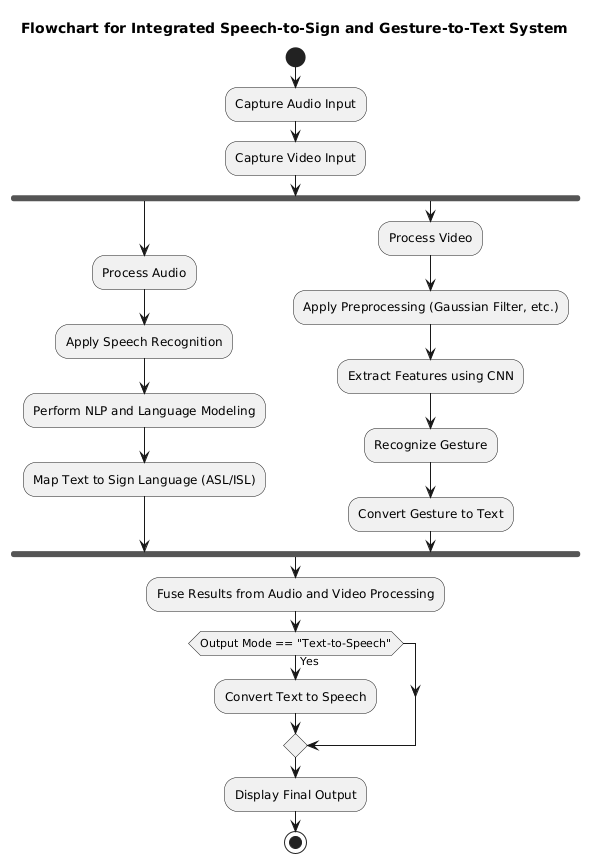 Flowchart for Integrated Speech-to-Sign and Gesture-to-Text System
Capture Audio Input
Capture Video Input
Process Audio
Apply Speech Recognition
Perform NLP and Language Modeling
Map Text to Sign Language (ASL/ISL)
Process Video
Apply Preprocessing (Gaussian Filter, etc.)
Extract Features using CNN
Recognize Gesture
Convert Gesture to Text
Fuse Results from Audio and Video Processing
Output Mode == "Text-to-Speech"
Yes
Convert Text to Speech
Display Final Output